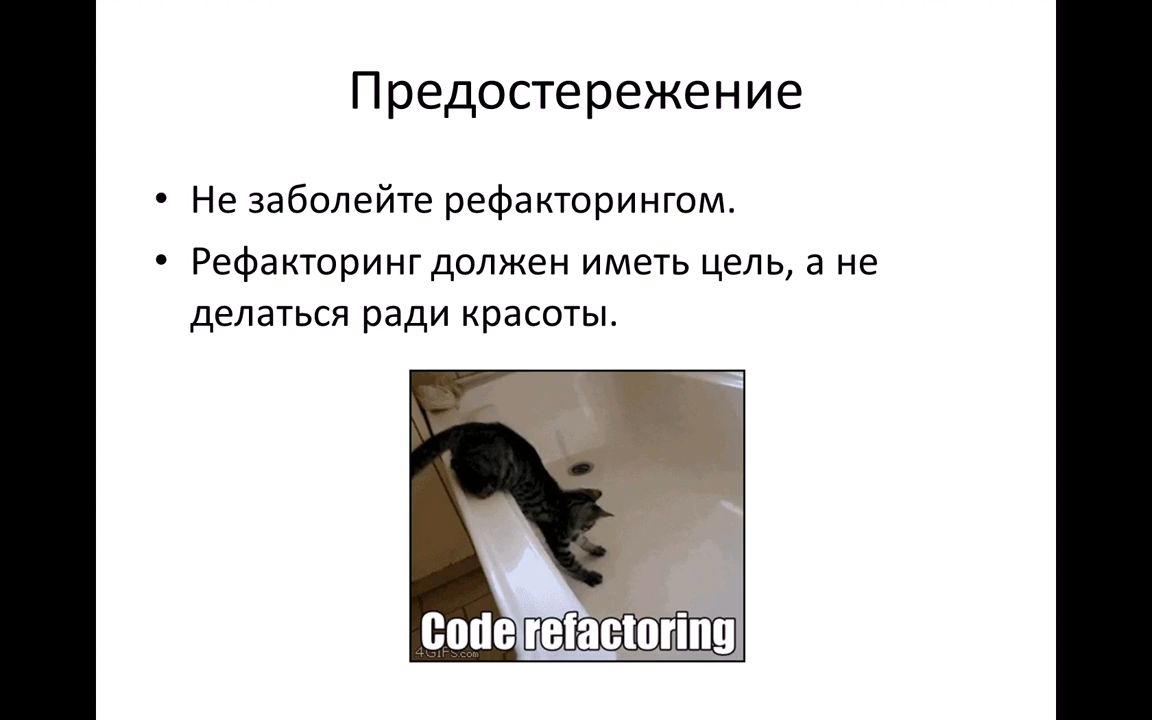 Предостережение
• Не заболейте рефакторингом.
• Рефакторинг должен иметь цель, а не
делаться ради красоты.
Code refactoring
4GIFS.com